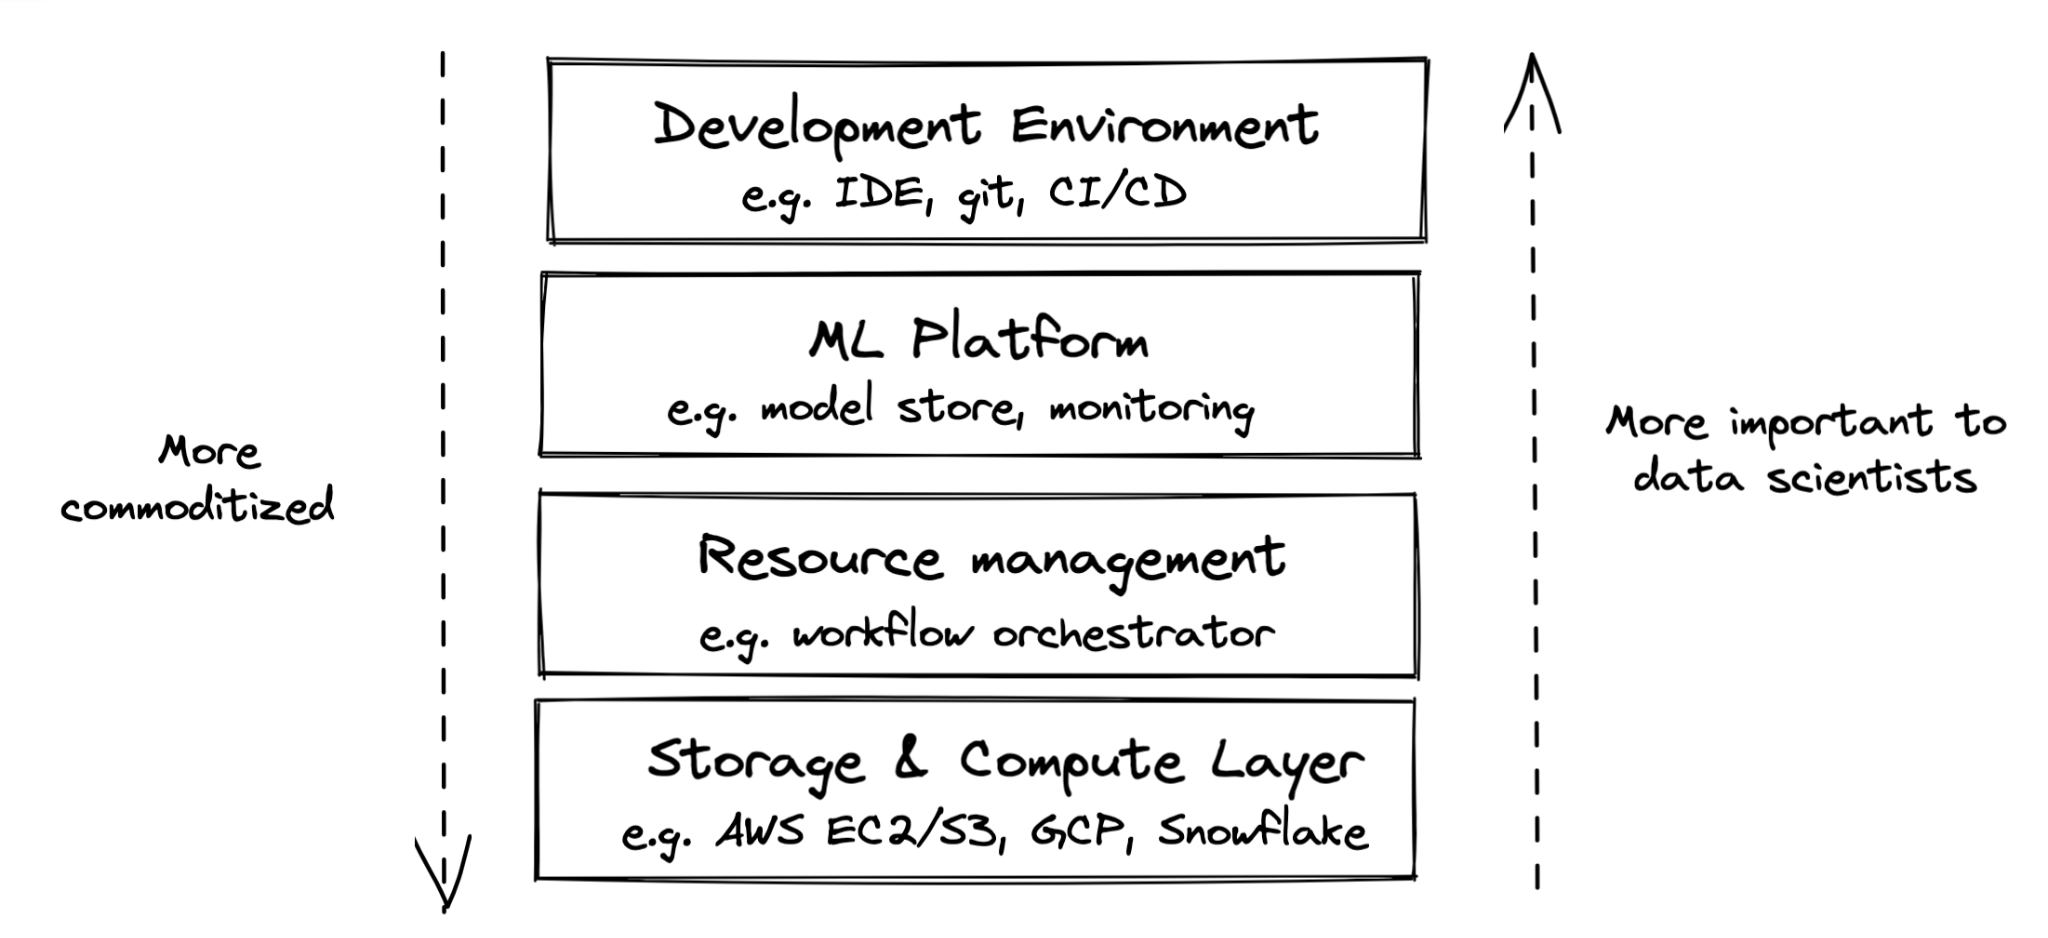 Development Environment
e.g. IDE, git, CI/CD
ML Platform
e.g. model store, monitoring
Resource management
e.g. workflow orchestrator
Storage & Compute Layer
e.g. AWS EC2/S3, GCP, Snowflake
More
commoditized
More important to
data scientists